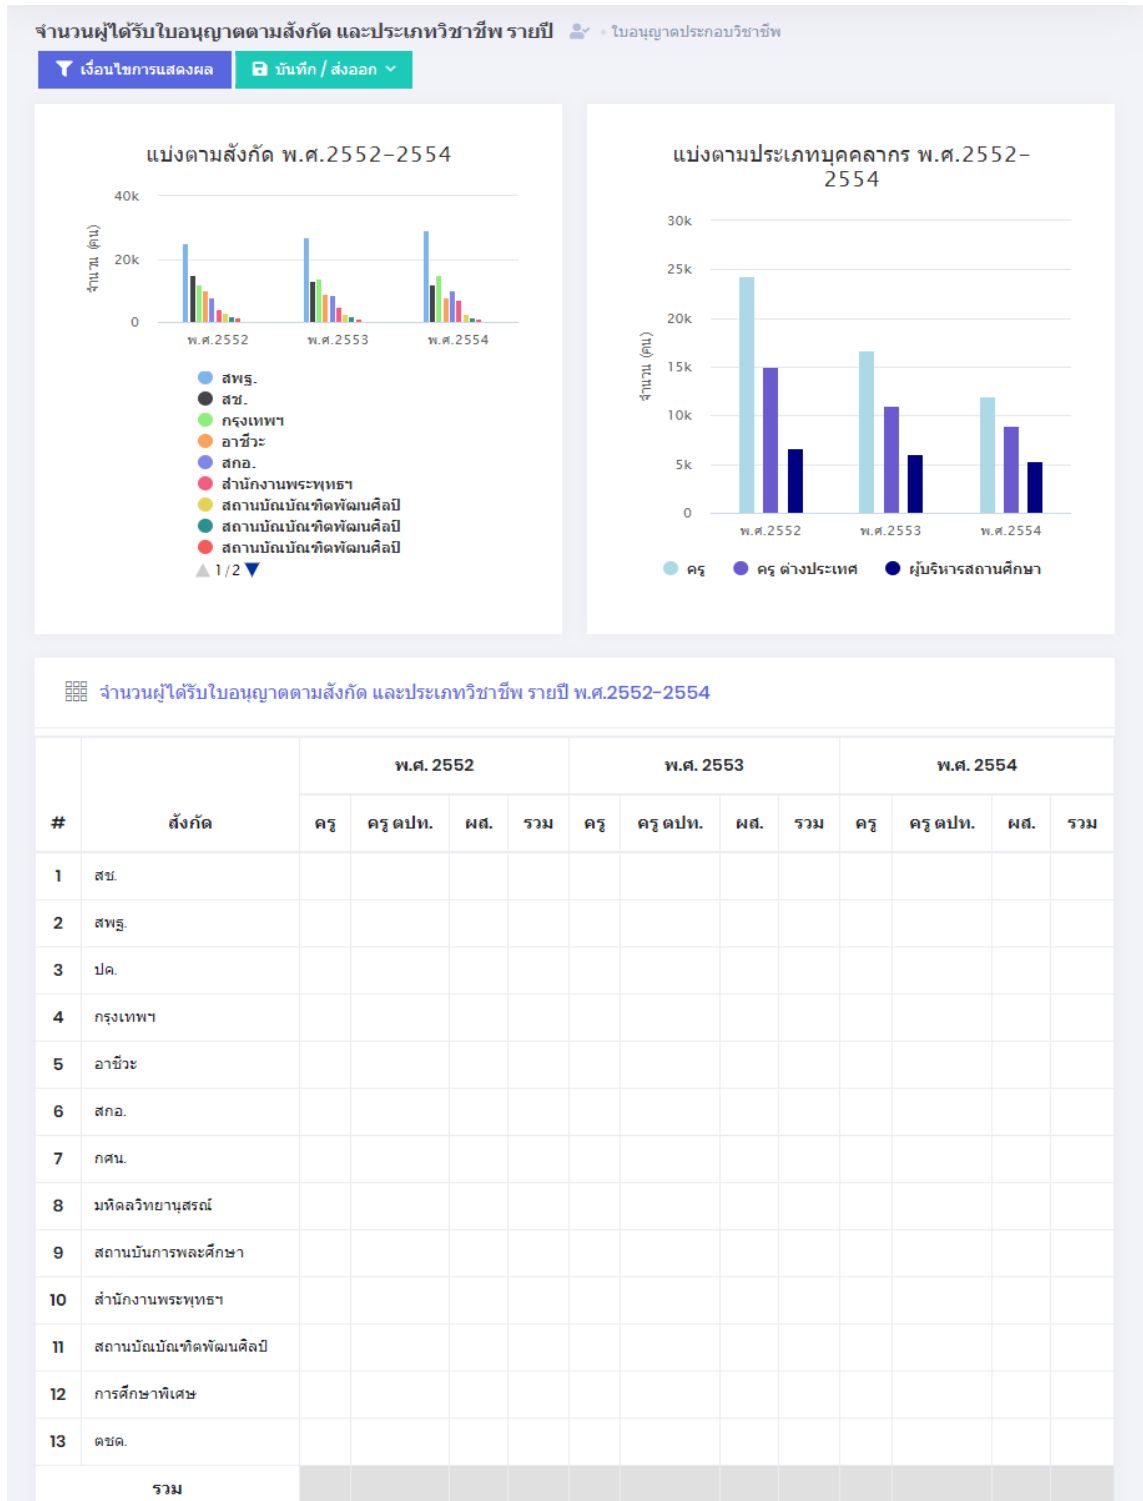 จำนวนผู้ได้รับใบอนุญาตตามสังกัด และประเภทวิชาชีพ รายปี ใบอนุญาตประกอบวิชาชีพ
เงื่อนไขการแสดงผล บันทึก / ส่งออก
แบ่งตามสังกัด พ.ศ.2552-2554
40k
20k
0
จำนวน (คน)
พ.ศ.2552 พ.ศ.2553 พ.ศ.2554
สพฐ.
สช.
กรุงเทพฯ
อาชีวะ
สกอ.
สำนักงานพระพุทธฯ
สถานบัณบัณฑิตพัฒนศิลป์
สถานบัณบัณฑิตพัฒนศิลป์
สถานบัณบัณฑิตพัฒนศิลป์
1/2
แบ่งตามประเภทบุคคลากร พ.ศ.2552-
2554
30k
25k
20k
15k
10k
5k
0
จำนวน (คน)
พ.ศ.2552 พ.ศ.2553 พ.ศ.2554
ครู ครู ต่างประเทศ ผู้บริหารสถานศึกษา
จำนวนผู้ได้รับใบอนุญาตตามสังกัด และประเภทวิชาชีพ รายปี พ.ศ.2552-2554
พ.ศ. 2552 พ.ศ. 2553 พ.ศ. 2554
# สังกัด ครู ครู ตปท. ผส. รวม ครู ครู ตปท. ผส. รวม ครู ครู ตปท. ผส. รวม
1 สช.
2 สพฐ.
3 ปค.
4 กรุงเทพฯ
5 อาชีวะ
6 สกอ.
7 กศน.
8 มหิดลวิทยานุสรณ์
9 สถานบันการพละศึกษา
10 สำนักงานพระพุทธฯ
11 สถานบัณบัณฑิตพัฒนศิลป์
12 การศึกษาพิเศษ
13 ตชด.
รวม